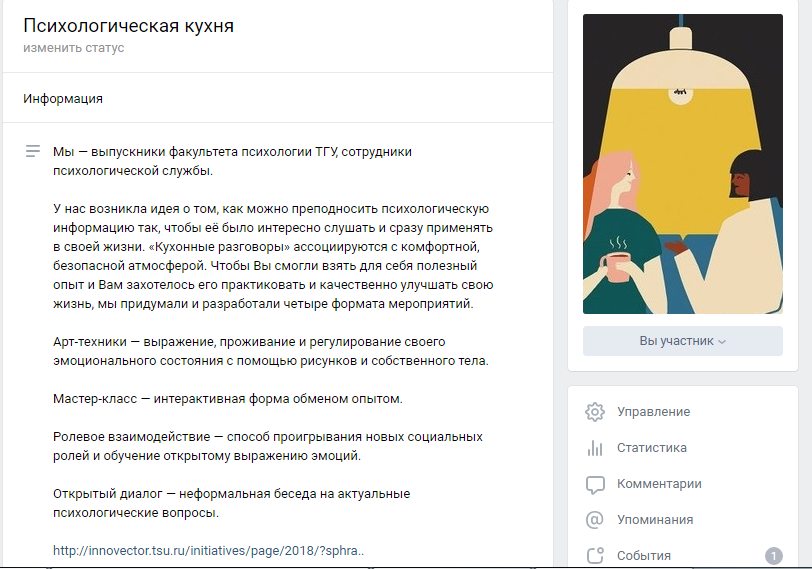 Психологическая кухня
изменить статус
Информация
Мы — выпускники факультета психологии ТГУ, сотрудники
психологической службы.
У нас возникла идея о том, как можно преподносить психологическую
информацию так, чтобы её было интересно слушать и сразу применять
в своей жизни. «Кухонные разговоры» ассоциируются с комфортной,
безопасной атмосферой. Чтобы Вы смогли взять для себя полезный
опыт и Вам захотелось его практиковать и качественно улучшать свою
жизнь, мы придумали и разработали четыре формата мероприятий.
Арт-техники — выражение, проживание и регулирование своего
эмоционального состояния с помощью рисунков и собственного тела.
Мастер-класс — интерактивная форма обменом опытом.
Ролевое взаимодействие — способ проигрывания новых социальных
ролей и обучение открытому выражению эмоций.
Открытый диалог — неформальная беседа на актуальные
психологические вопросы.
http://innovector.tsu.ru/initiatives/page/2018/?sphra..
Вы участник
Управление
Статистика
Комментарии
Упоминания
События 1